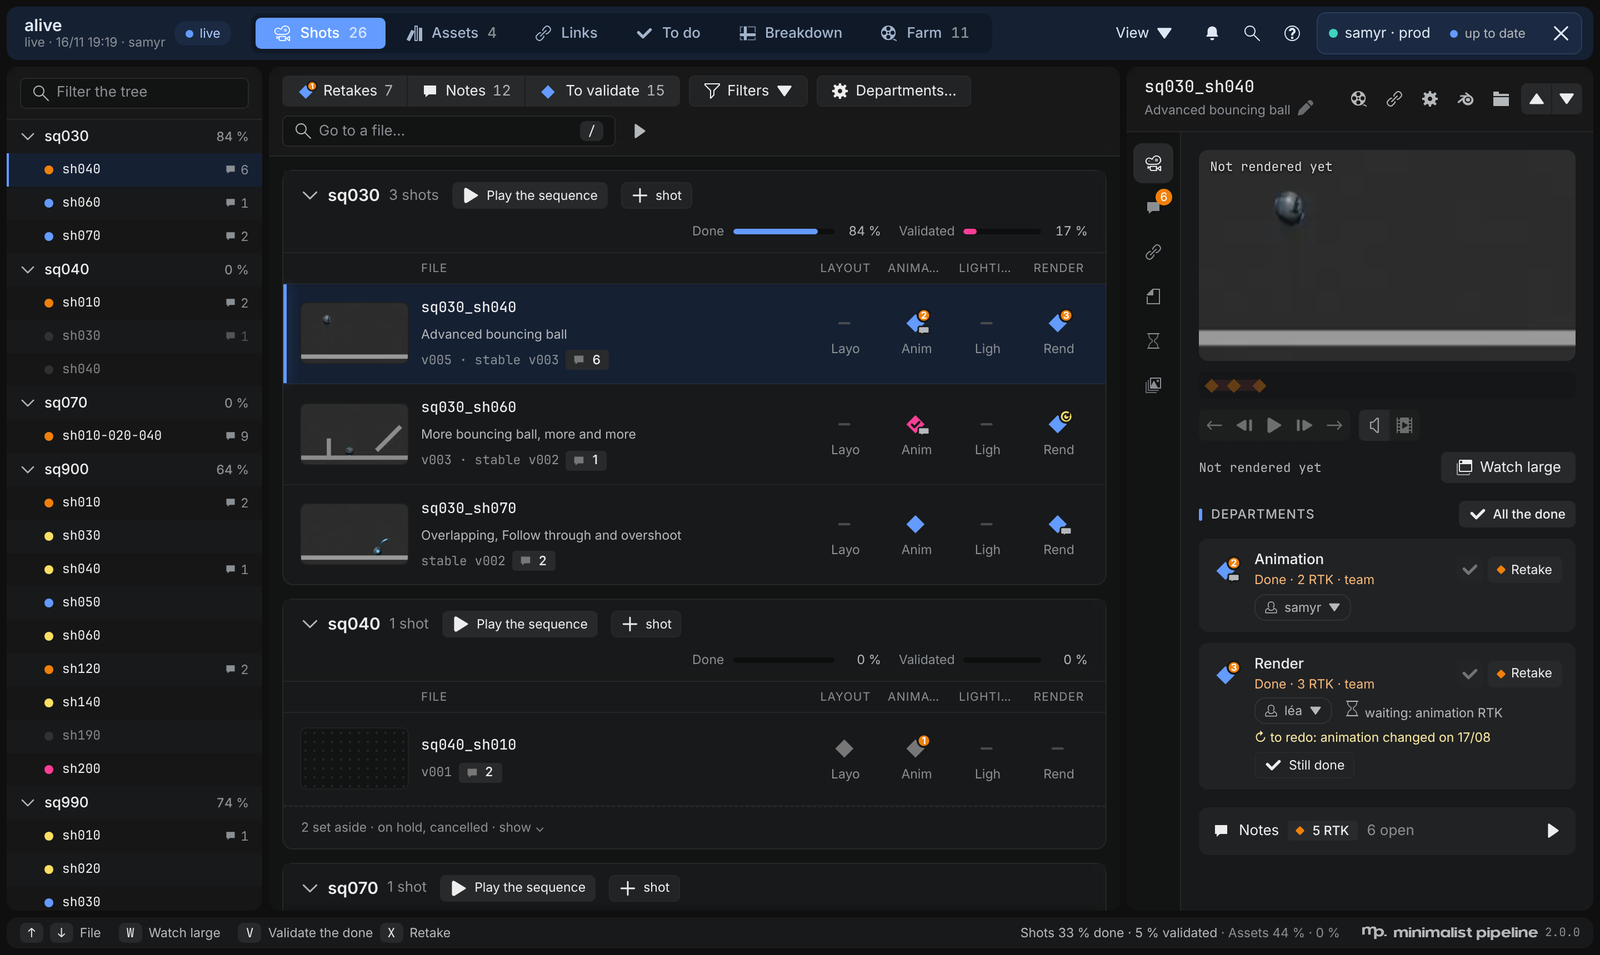 alive
live · 16/11 19:19 · samyr
live
Shots 26
Assets 4
Links
To do
Breakdown
Farm 11
View
samyr · prod
up to date
Filter the tree
sq030 84 %
sh040 6
sh060 1
sh070 2
sq040 0 %
sh010 2
sh030 1
sh040
sq070 0 %
sh010-020-040 9
sq900 64 %
sh010 2
sh030
sh040 1
sh050
sh060
sh120 2
sh140
sh190
sh200
sq990 74 %
sh010 1
sh020
sh030
Retakes 7
Notes 12
To validate 15
Filters
Departments...
Go to a file... /
sq030 3 shots Play the sequence shot
Done 84 % Validated 17 %
FILE LAYOUT ANIMA... LIGHTI... RENDER
sq030_sh040
Advanced bouncing ball
v005 · stable v003 6
Layo
2 Anim
Ligh
3 Rend
sq030_sh060
More bouncing ball, more and more
v003 · stable v002 1
Layo
Anim
Ligh
Rend
sq030_sh070
Overlapping, Follow through and overshoot
stable v002 2
Layo
Anim
Ligh
Rend
sq040 1 shot Play the sequence shot
Done 0 % Validated 0 %
FILE LAYOUT ANIMA... LIGHTI... RENDER
sq040_sh010
v001 2
Layo
1 Anim
Ligh
Rend
2 set aside · on hold, cancelled · show
sq070 1 shot Play the sequence shot
sq030_sh040
Advanced bouncing ball
6
Not rendered yet
Not rendered yet
Watch large
DEPARTMENTS
All the done
2
Animation
Done · 2 RTK · team
Retake
samyr
3
Render
Done · 3 RTK · team
Retake
léa
waiting: animation RTK
to redo: animation changed on 17/08
Still done
Notes 5 RTK 6 open
↑ ↓ File W Watch large V Validate the done X Retake
Shots 33 % done · 5 % validated · Assets 44 % · 0 %
mp. minimalist pipeline 2.0.0